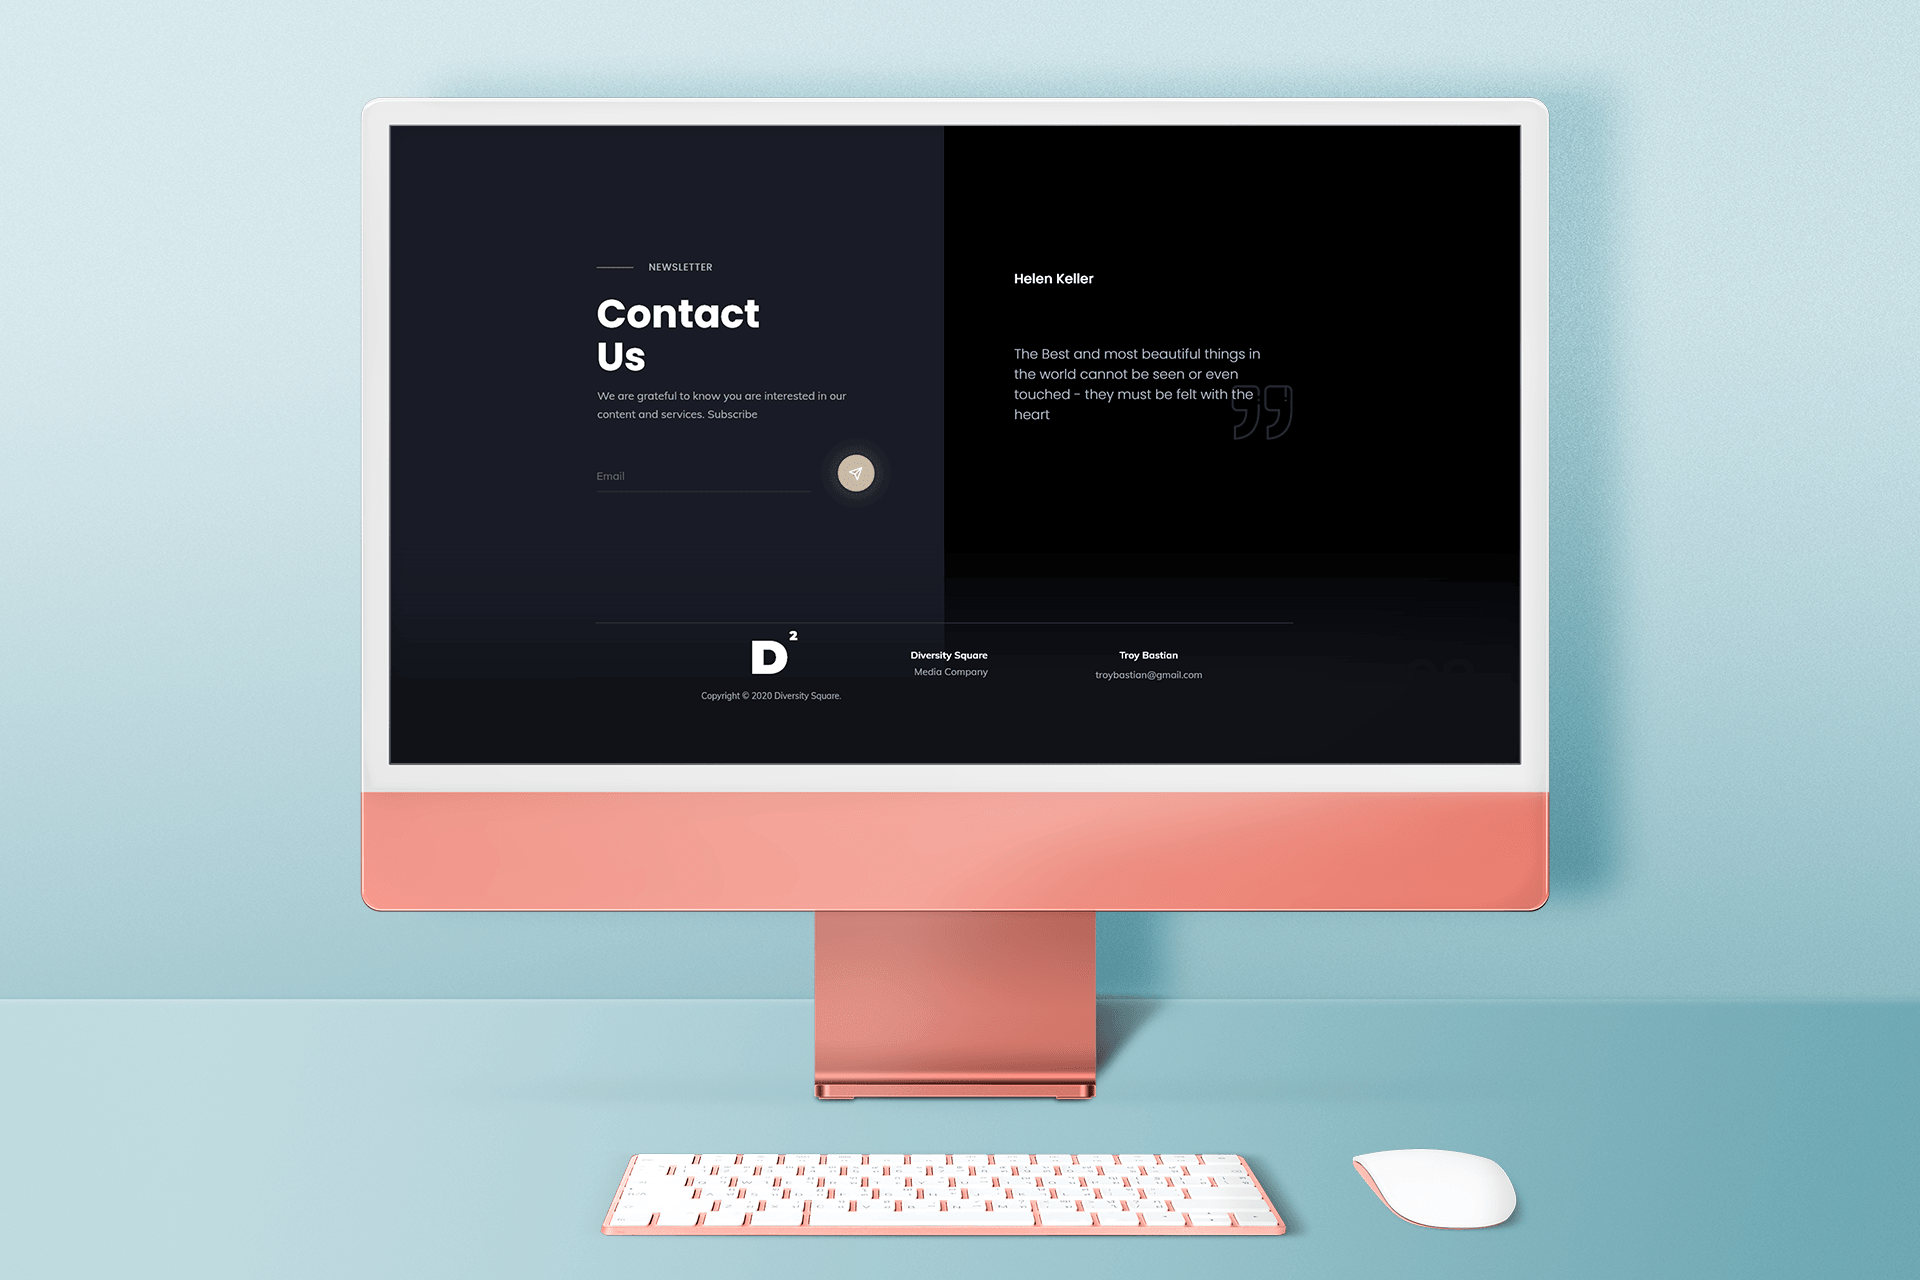 NEWSLETTER
Contact
Us
We are grateful to know you are interested in our
content and services. Subscribe
Email
Helen Keller
The Best and most beautiful things in
the world cannot be seen or even
touched - they must be felt with the
heart
D²
Copyright © 2020 Diversity Square.
Diversity Square
Media Company
Troy Bastian
troybastian@gmail.com